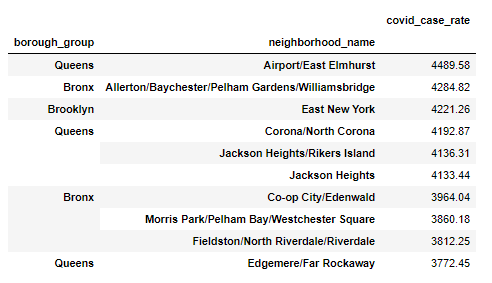 covid_case_rate
borough_group neighborhood_name
Queens Airport/East Elmhurst 4489.58
Bronx Allerton/Baychester/Pelham Gardens/Williamsbridge 4284.82
Brooklyn East New York 4221.26
Queens Corona/North Corona 4192.87
Jackson Heights/Rikers Island 4136.31
Jackson Heights 4133.44
Bronx Co-op City/Edenwald 3964.04
Morris Park/Pelham Bay/Westchester Square 3860.18
Fieldston/North Riverdale/Riverdale 3812.25
Queens Edgemere/Far Rockaway 3772.45